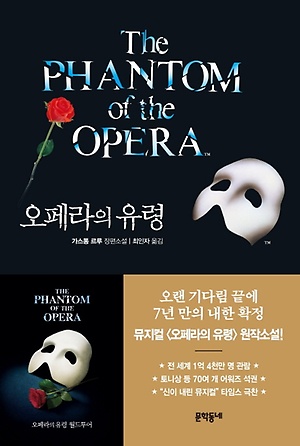 The
PHANTOM
of the
OPERA™
오페라의 유령
가스통 르루 장편소설 | 최인자 옮김
TM
THE
PHANTOM
OF THE
OPERA
오페라의 유령 월드투어
오랜 기다림 끝에
7년 만의 내한 확정
뮤지컬 〈오페라의 유령〉 원작소설!
★ 전 세계 1억 4천만 명 관람 ★
★ 토니상 등 70여 개 어워즈 석권 ★
★ "신이 내린 뮤지컬" 타임스 극찬 ★
문학동네